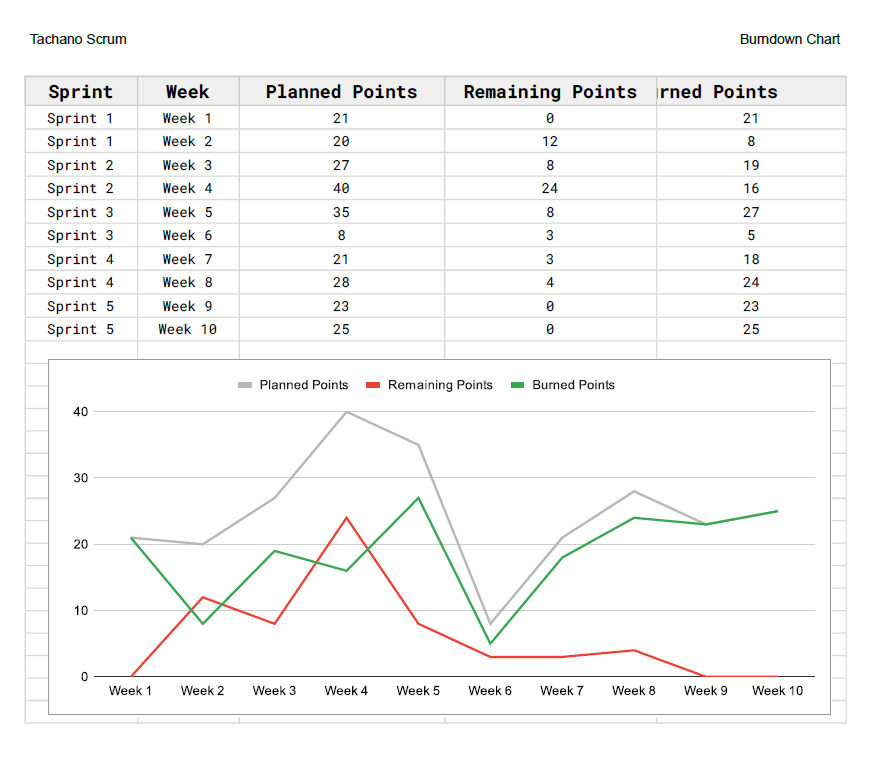 Tachano Scrum Burndown Chart
Sprint Week Planned Points Remaining Points rned Points
Sprint 1 Week 1 21 0 21
Sprint 1 Week 2 20 12 8
Sprint 2 Week 3 27 8 19
Sprint 2 Week 4 40 24 16
Sprint 3 Week 5 35 8 27
Sprint 3 Week 6 8 3 5
Sprint 4 Week 7 21 3 18
Sprint 4 Week 8 28 4 24
Sprint 5 Week 9 23 0 23
Sprint 5 Week 10 25 0 25
Planned Points Remaining Points Burned Points
40
30
20
10
0
Week 1 Week 2 Week 3 Week 4 Week 5 Week 6 Week 7 Week 8 Week 9 Week 10